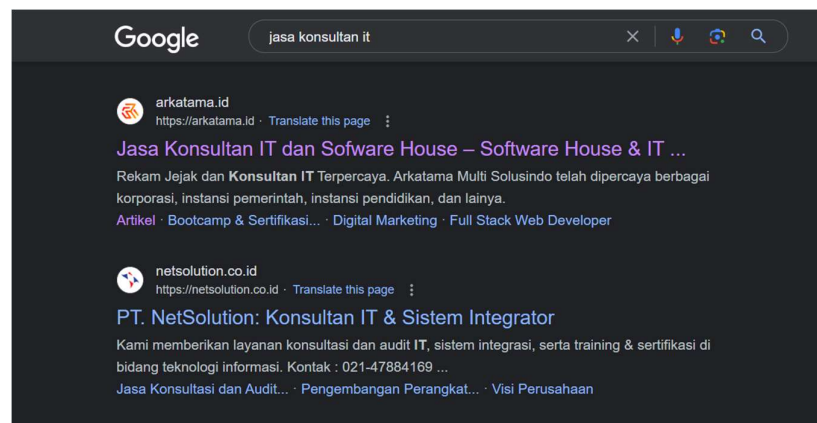 Google
jasa konsultan it
arkatama.id
https://arkatama.id · Translate this page
Jasa Konsultan IT dan Sofware House – Software House & IT ...
Rekam Jejak dan Konsultan IT Terpercaya. Arkatama Multi Solusindo telah dipercaya berbagai
korporasi, instansi pemerintah, instansi pendidikan, dan lainya.
Artikel · Bootcamp & Sertifikasi... · Digital Marketing · Full Stack Web Developer
netsolution.co.id
https://netsolution.co.id · Translate this page
PT. NetSolution: Konsultan IT & Sistem Integrator
Kami memberikan layanan konsultasi dan audit IT, sistem integrasi, serta training & sertifikasi di
bidang teknologi informasi. Kontak : 021-47884169 ...
Jasa Konsultasi dan Audit... · Pengembangan Perangkat... · Visi Perusahaan